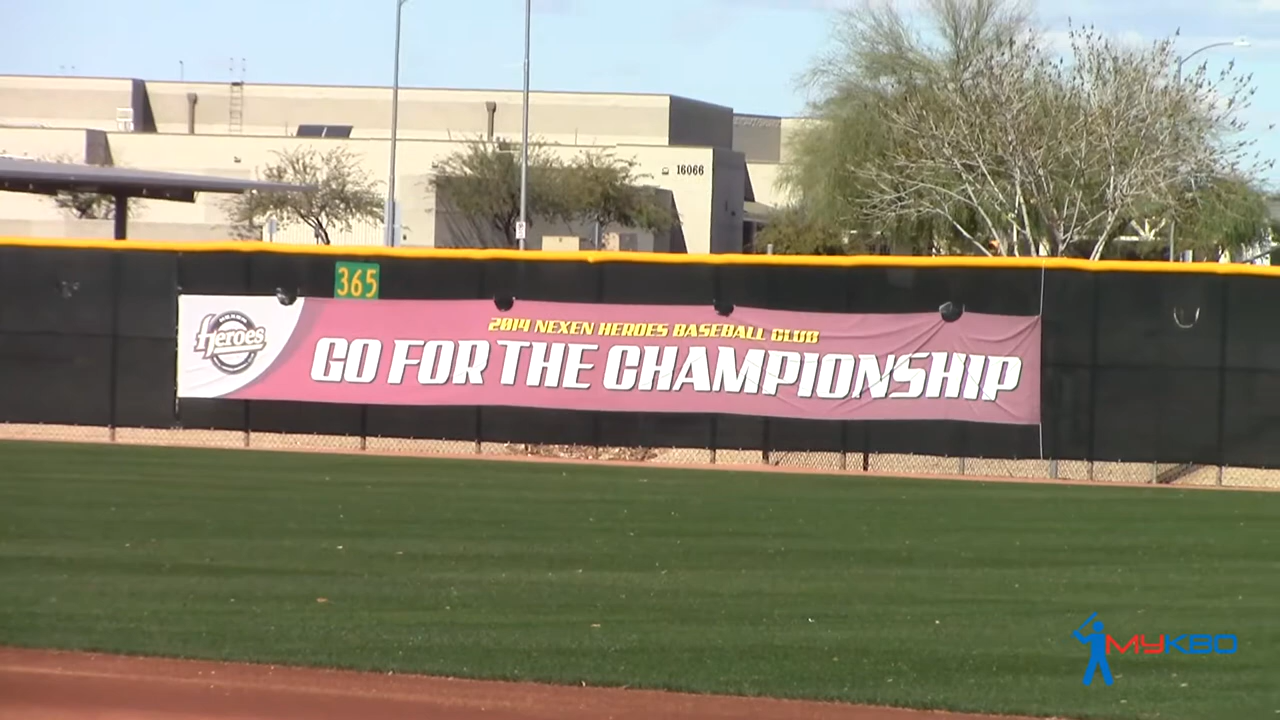 16066
365
2014 NEXEN HEROES BASEBALL CLUB
Heroes
GO FOR THE CHAMPIONSHIP
MYKBO